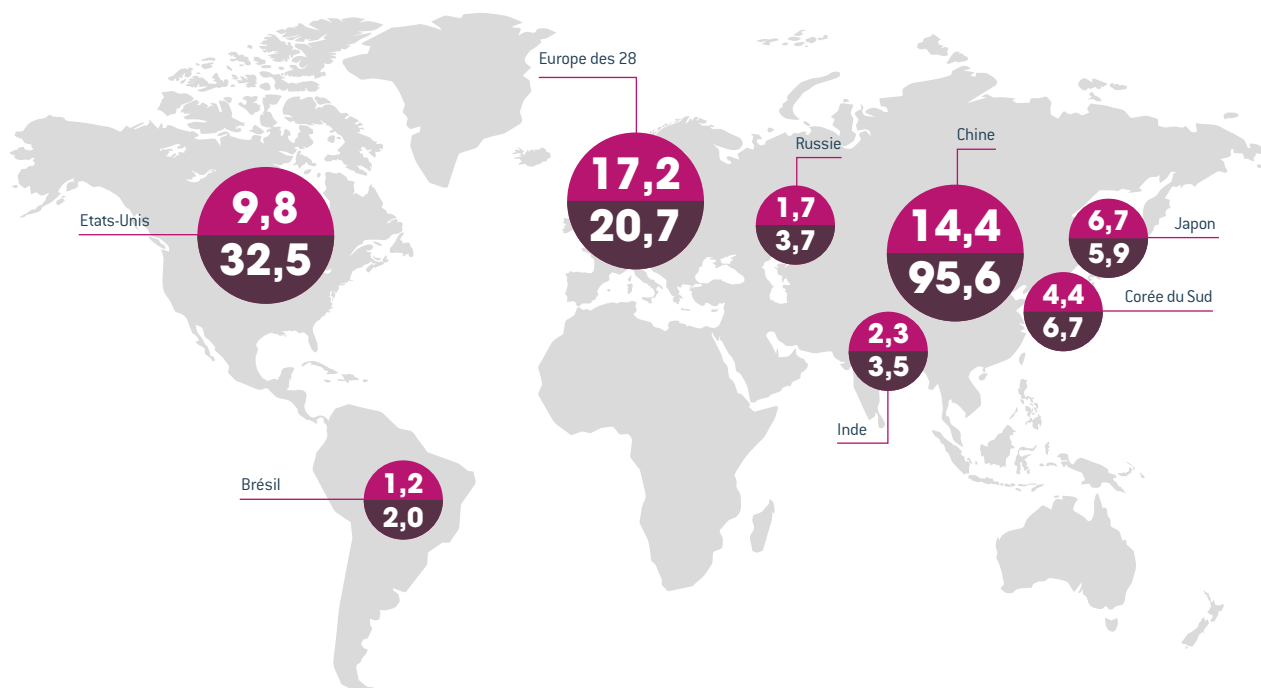 Europe des 28
17,2
20,7
Russie
1,7
3,7
Chine
14,4
95,6
Etats-Unis
9,8
32,5
6,7
5,9
Japon
4,4
6,7
Corée du Sud
2,3
3,5
Inde
Brésil
1,2
2,0